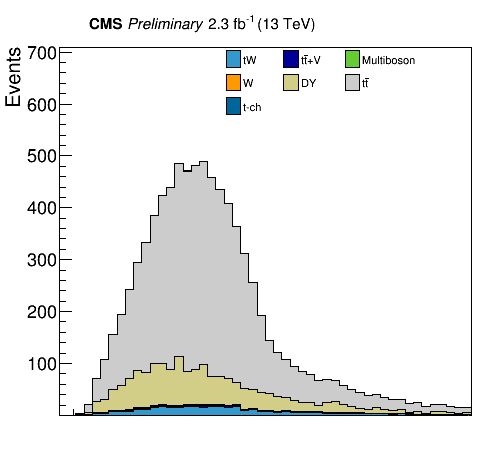 CMS Preliminary 2.3 fb⁻¹ (13 TeV)
Events
700
600
500
400
300
200
100
tW tt̄+V Multiboson
W DY tt̄
t-ch